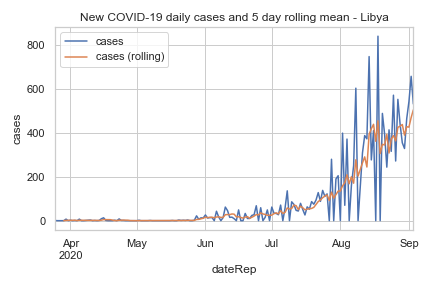 New COVID-19 daily cases and 5 day rolling mean - Libya
cases
cases (rolling)
800
600
400
200
0
cases
Apr
2020
May
Jun
Jul
Aug
Sep
dateRep